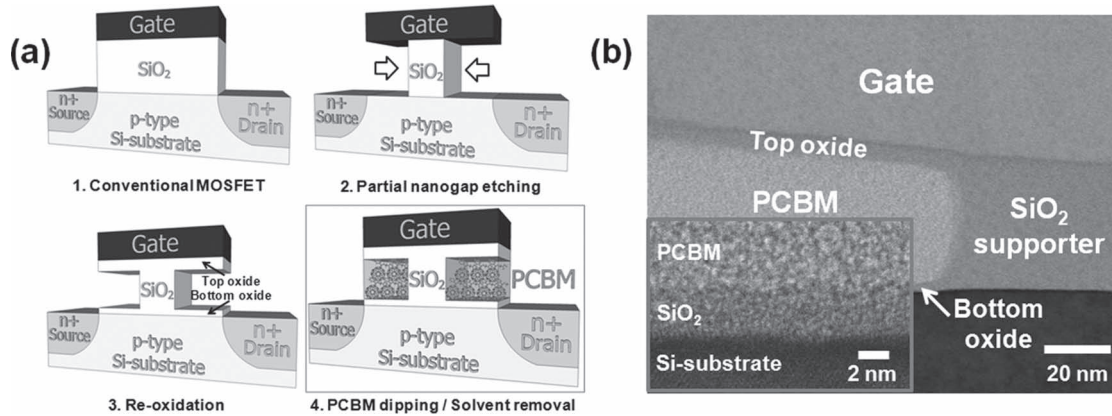 (a)
Gate
SiO2
n+
Source
p-type
Si-substrate
n+
Drain
1. Conventional MOSFET
Gate
SiO2
n+
Source
p-type
Si-substrate
n+
Drain
2. Partial nanogap etching
Gate
Top oxide
SiO2
Bottom oxide
n+
Source
p-type
Si-substrate
n+
Drain
3. Re-oxidation
Gate
SiO2
PCBM
n+
Source
p-type
Si-substrate
n+
Drain
4. PCBM dipping / Solvent removal
(b)
Gate
Top oxide
PCBM
SiO2
supporter
PCBM
SiO2
Si-substrate
2 nm
Bottom
oxide
20 nm